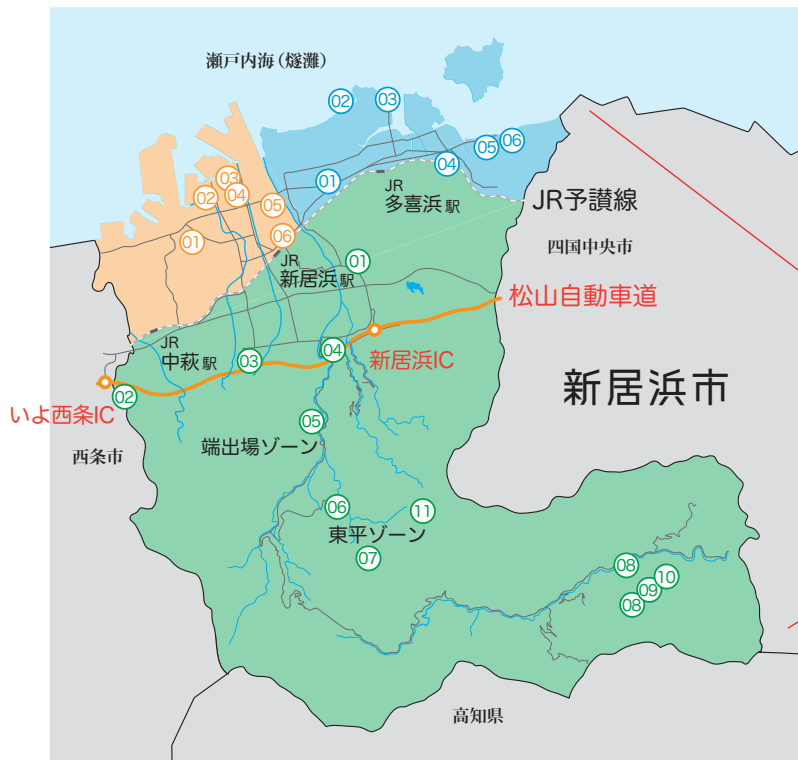 瀬戸内海（燧灘）
02
03
06
05
04
03
01
02
04
JR
多喜浜駅
05
JR予讃線
01
06
四国中央市
JR
新居浜駅
01
松山自動車道
JR
中萩駅
03
04
新居浜IC
新居浜市
02
いよ西条IC
05
西条市
端出場ゾーン
06
11
東平ゾーン
07
08
10
09
08
高知県